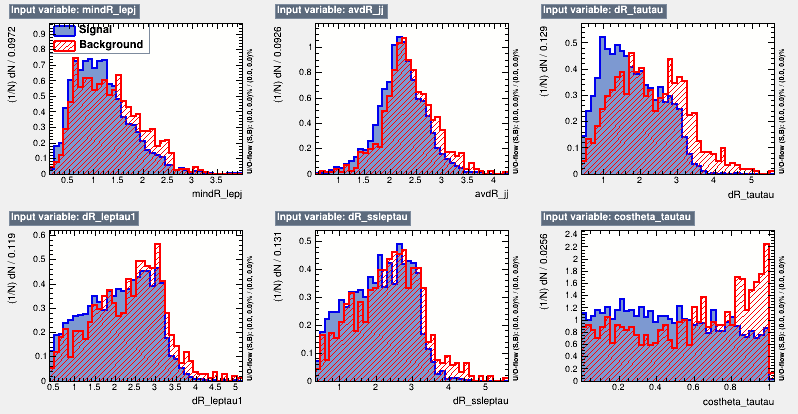 Input variable: mindR_lepj
Input variable: avdR_jj
Input variable: dR_tautau
Signal
Background
(1/N) dN / 0.0972
0.9
0.8
0.7
0.6
0.5
0.4
0.3
0.2
0.1
0
0.5 1 1.5 2 2.5 3 3.5
mindR_lepj
U/O-flow (S,B): (0.0, 0.0)% / (0.0, 0.0)%
(1/N) dN / 0.0926
1
0.8
0.6
0.4
0.2
0
1 2 3 4
avdR_jj
U/O-flow (S,B): (0.0, 0.0)% / (0.0, 0.0)%
(1/N) dN / 0.129
0.5
0.4
0.3
0.2
0.1
0
1 2 3 4 5
dR_tautau
U/O-flow (S,B): (0.0, 0.0)% / (0.0, 0.0)%
Input variable: dR_leptau1
Input variable: dR_ssleptau
Input variable: costheta_tautau
(1/N) dN / 0.119
0.6
0.5
0.4
0.3
0.2
0.1
0
0.5 1 1.5 2 2.5 3 3.5 4 4.5 5
dR_leptau1
U/O-flow (S,B): (0.0, 0.0)% / (0.0, 0.0)%
(1/N) dN / 0.131
0.5
0.4
0.3
0.2
0.1
0
1 2 3 4 5
dR_ssleptau
U/O-flow (S,B): (0.0, 0.0)% / (0.0, 0.0)%
(1/N) dN / 0.0256
2.4
2.2
2
1.8
1.6
1.4
1.2
1
0.8
0.6
0.4
0.2
0
0.2 0.4 0.6 0.8 1
costheta_tautau
U/O-flow (S,B): (0.0, 0.0)% / (0.0, 0.0)%